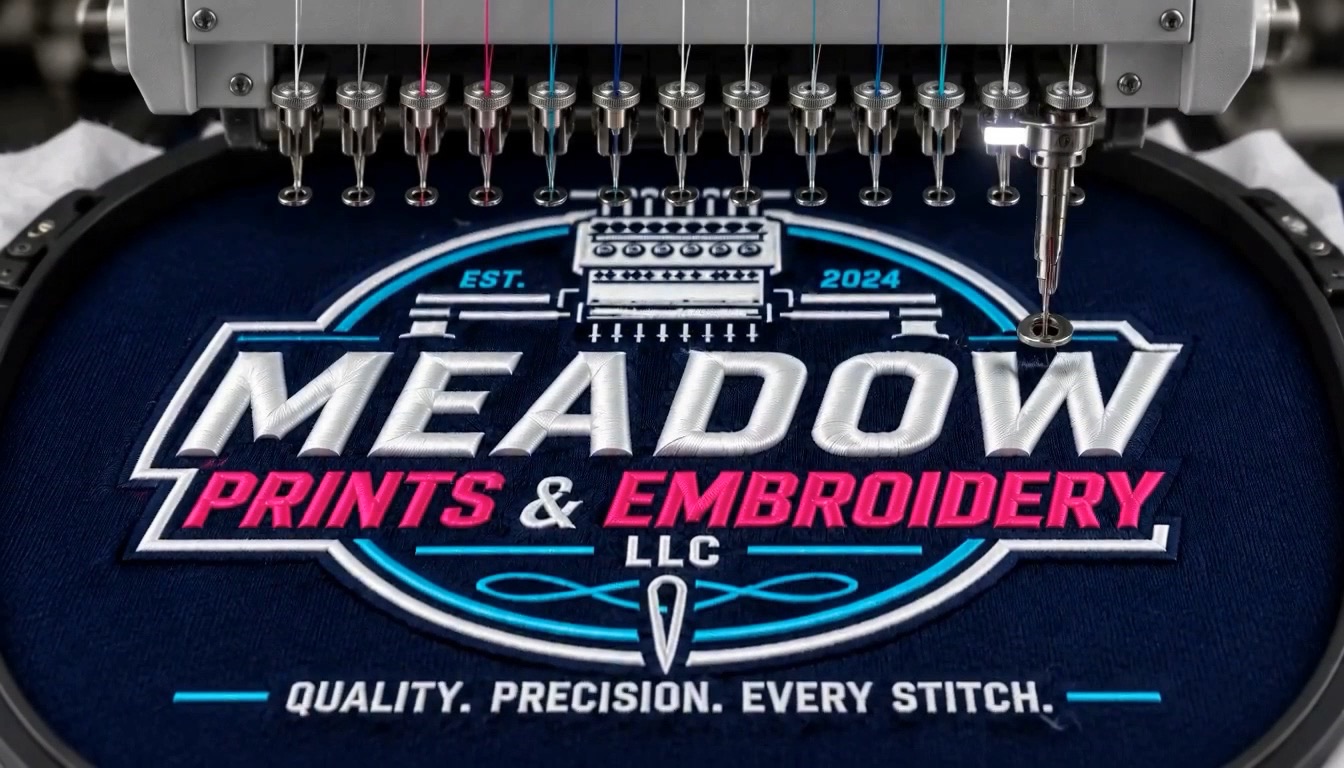 EST. 2024
MEADOW
PRINTS & EMBROIDERY
LLC
QUALITY. PRECISION. EVERY STITCH.